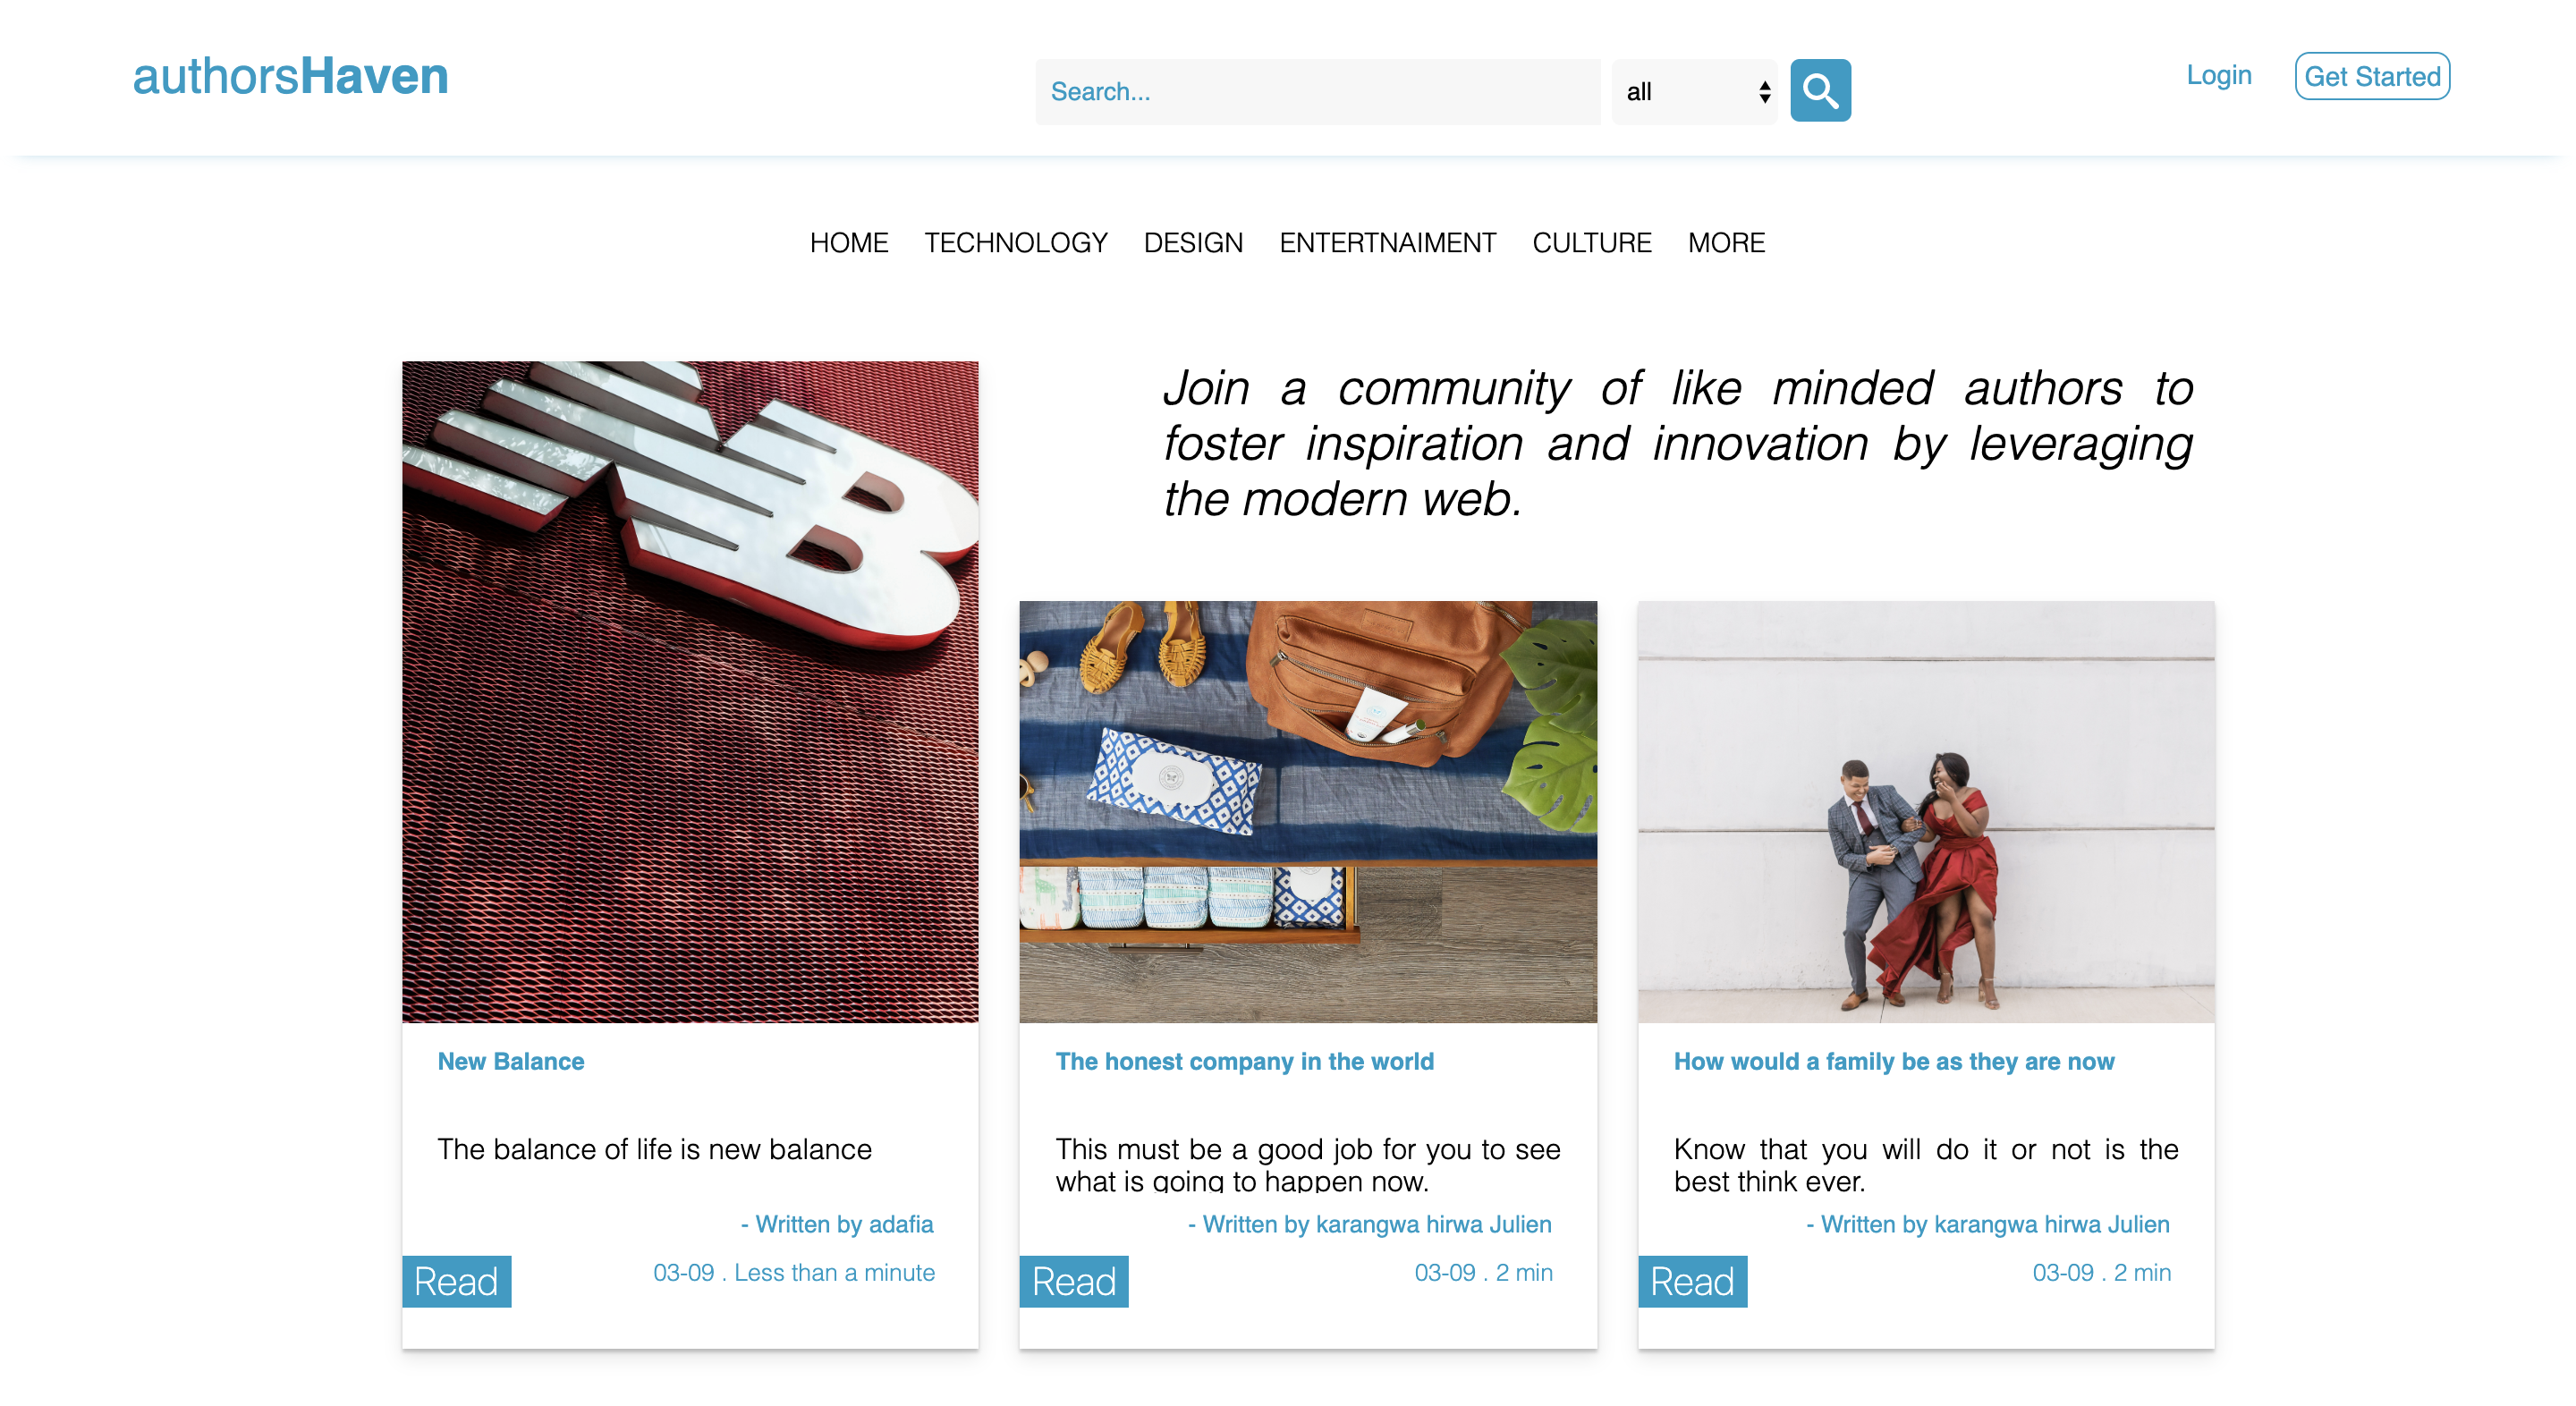 authorsHaven
Search...
all
Login
Get Started
HOME TECHNOLOGY DESIGN ENTERTNAIMENT CULTURE MORE
Join a community of like minded authors to
foster inspiration and innovation by leveraging
the modern web.
NB
New Balance
The balance of life is new balance
- Written by adafia
Read
03-09 . Less than a minute
The honest company in the world
This must be a good job for you to see
what is going to happen now.
- Written by karangwa hirwa Julien
Read
03-09 . 2 min
How would a family be as they are now
Know that you will do it or not is the
best think ever.
- Written by karangwa hirwa Julien
Read
03-09 . 2 min